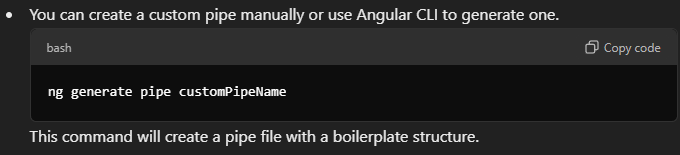 You can create a custom pipe manually or use Angular CLI to generate one.
bash
Copy code
ng generate pipe customPipeName
This command will create a pipe file with a boilerplate structure.